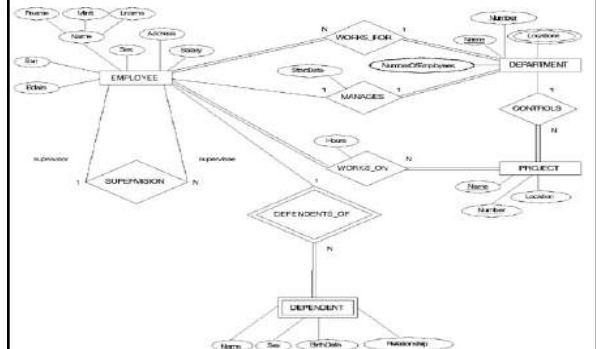 Fname Minit Lname
Number
Name
Address
Sex
Salary
N WORKS_FOR 1
Name
Locations
Ssn
EMPLOYEE
StartDate
NumberOfEmployees
DEPARTMENT
Bdate
1 MANAGES 1
1
CONTROLS
Hours
N
supervisor
supervisee
WORKS_ON
N
PROJECT
1 SUPERVISION N
1
Name
Location
Number
DEPENDENTS_OF
N
DEPENDENT
Name Sex BirthDate Relationship